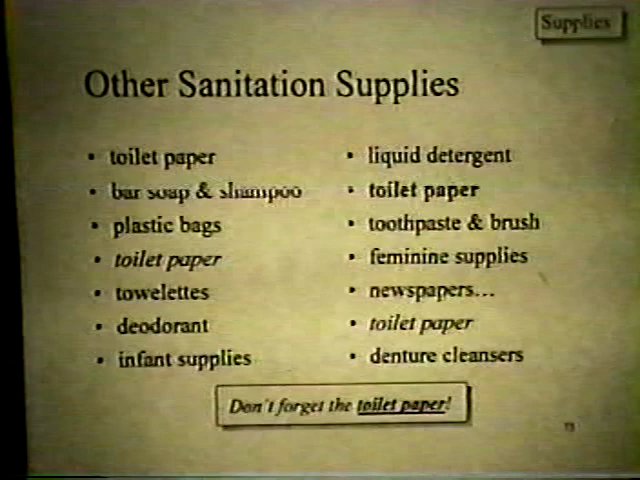 Supplies
Other Sanitation Supplies
• toilet paper
• bar soap & shampoo
• plastic bags
• toilet paper
• towelettes
• deodorant
• infant supplies
• liquid detergent
• toilet paper
• toothpaste & brush
• feminine supplies
• newspapers...
• toilet paper
• denture cleansers
Don't forget the toilet paper!